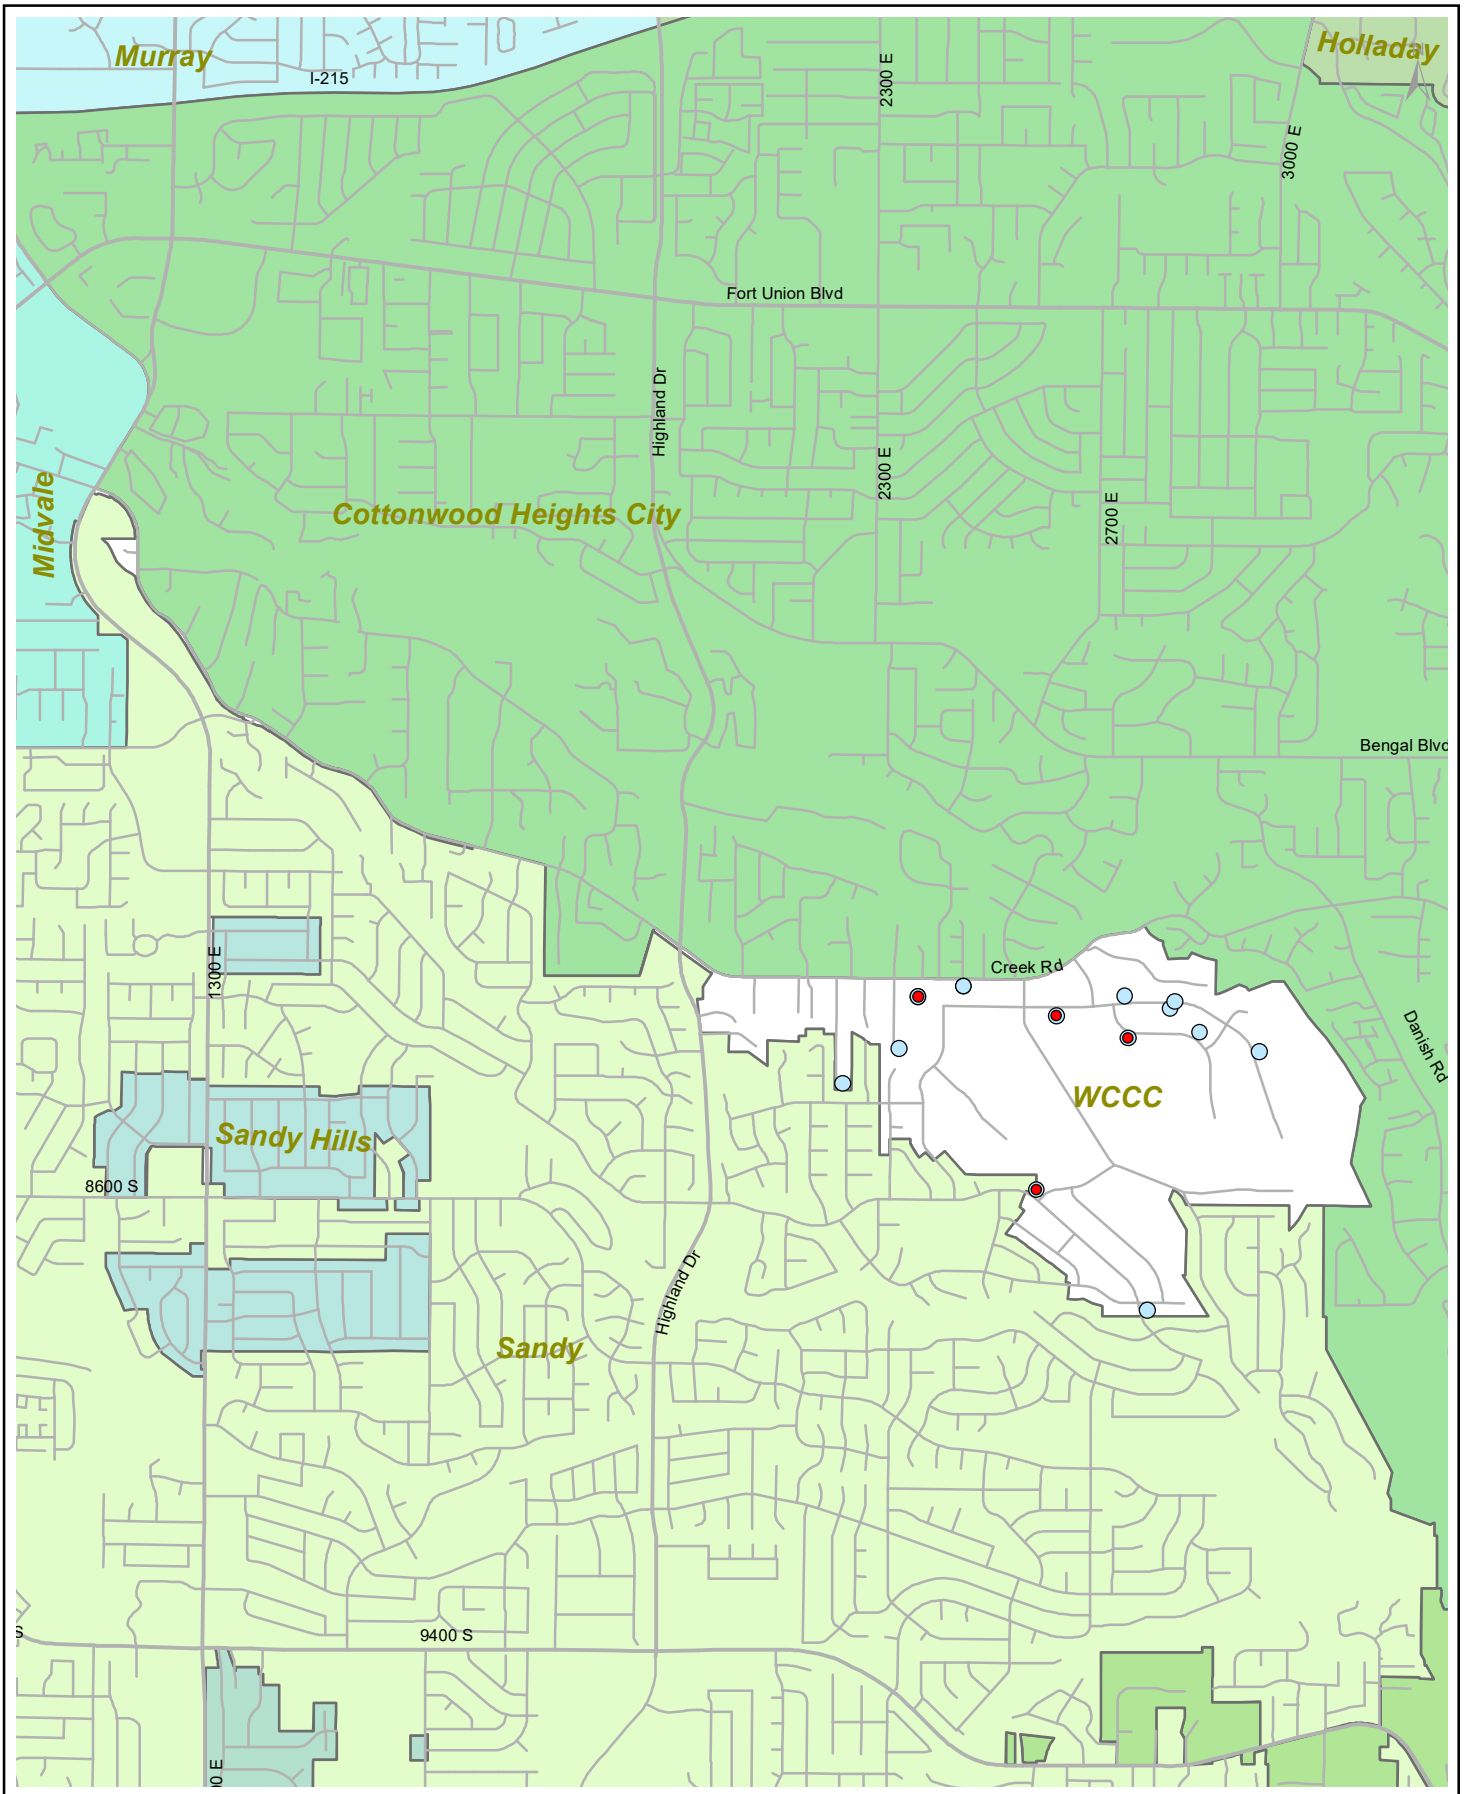 Murray
Holladay
I-215
2300 E
3000 E
Fort Union Blvd
Highland Dr
2300 E
Midvale
Cottonwood Heights City
2700 E
Bengal Blvd
1300 E
Creek Rd
Danish Rd
WCCC
Sandy Hills
8600 S
Highland Dr
Sandy
S
9400 S
00 E